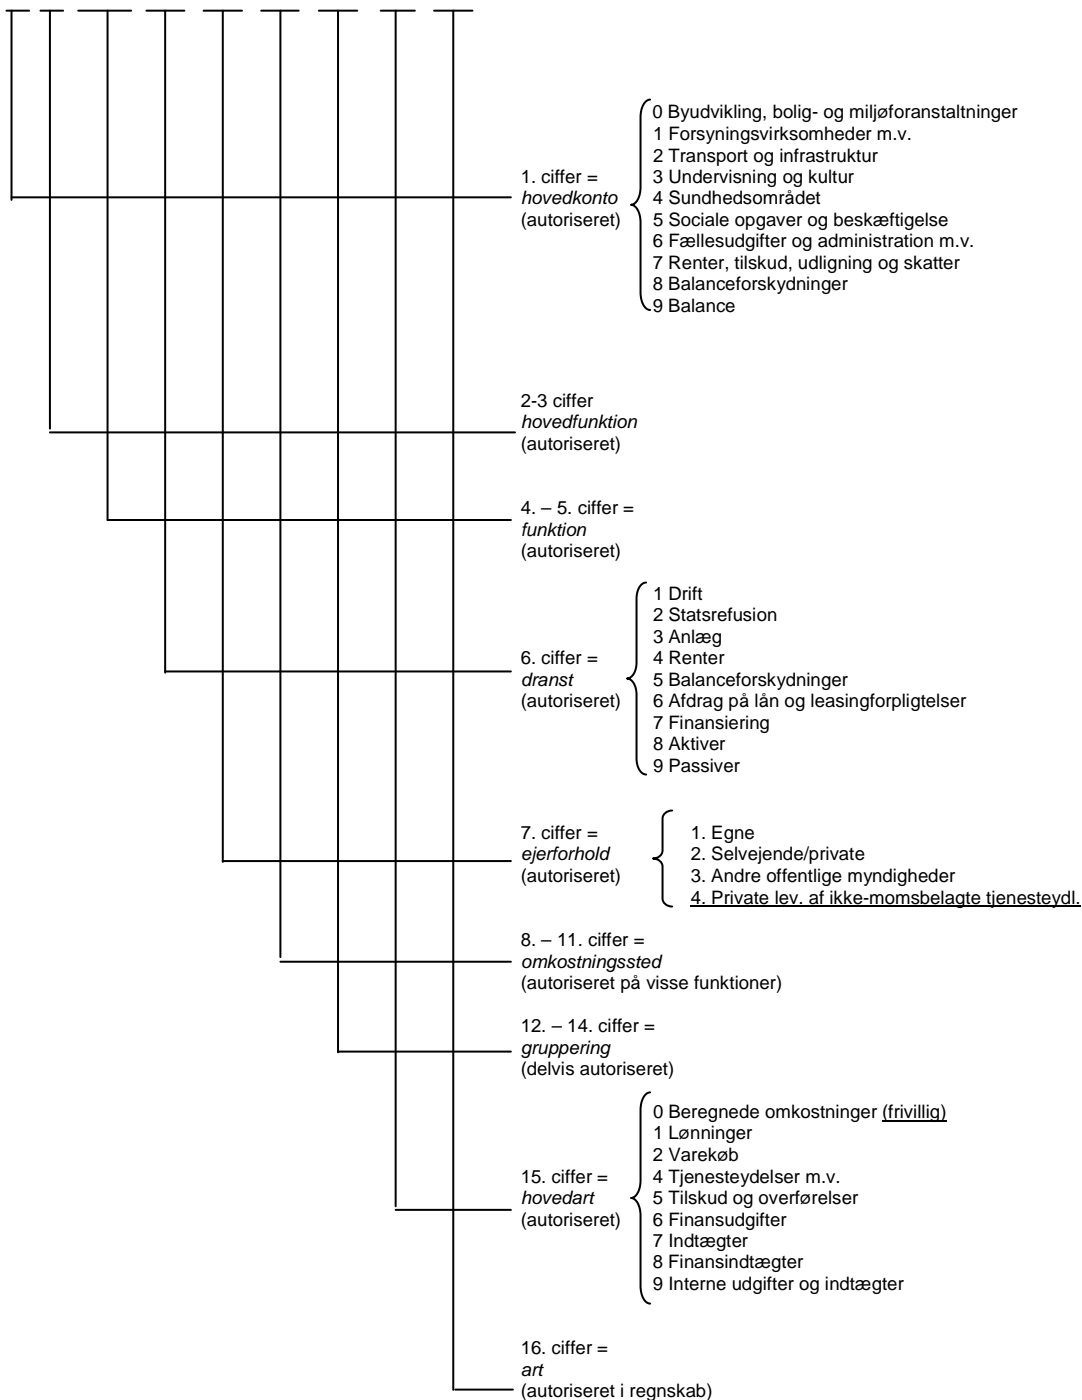 0 Byudvikling, bolig- og miljøforanstaltninger
1 Forsyningsvirksomheder m.v.
2 Transport og infrastruktur
3 Undervisning og kultur
4 Sundhedsområdet
5 Sociale opgaver og beskæftigelse
6 Fællesudgifter og administration m.v.
7 Renter, tilskud, udligning og skatter
8 Balanceforskydninger
9 Balance
1. ciffer =
hovedkonto
(autoriseret)
2-3 ciffer
hovedfunktion
(autoriseret)
4. – 5. ciffer =
funktion
(autoriseret)
1 Drift
2 Statsrefusion
3 Anlæg
4 Renter
5 Balanceforskydninger
6 Afdrag på lån og leasingforpligtelser
7 Finansiering
8 Aktiver
9 Passiver
6. ciffer =
dranst
(autoriseret)
7. ciffer =
ejerforhold
(autoriseret)
1. Egne
2. Selvejende/private
3. Andre offentlige myndigheder
4. Private lev. af ikke-momsbelagte tjenesteydl.
8. – 11. ciffer =
omkostningssted
(autoriseret på visse funktioner)
12. – 14. ciffer =
gruppering
(delvis autoriseret)
0 Beregnede omkostninger (frivillig)
1 Lønninger
2 Varekøb
4 Tjenesteydelser m.v.
5 Tilskud og overførelser
6 Finansudgifter
7 Indtægter
8 Finansindtægter
9 Interne udgifter og indtægter
15. ciffer =
hovedart
(autoriseret)
16. ciffer =
art
(autoriseret i regnskab)